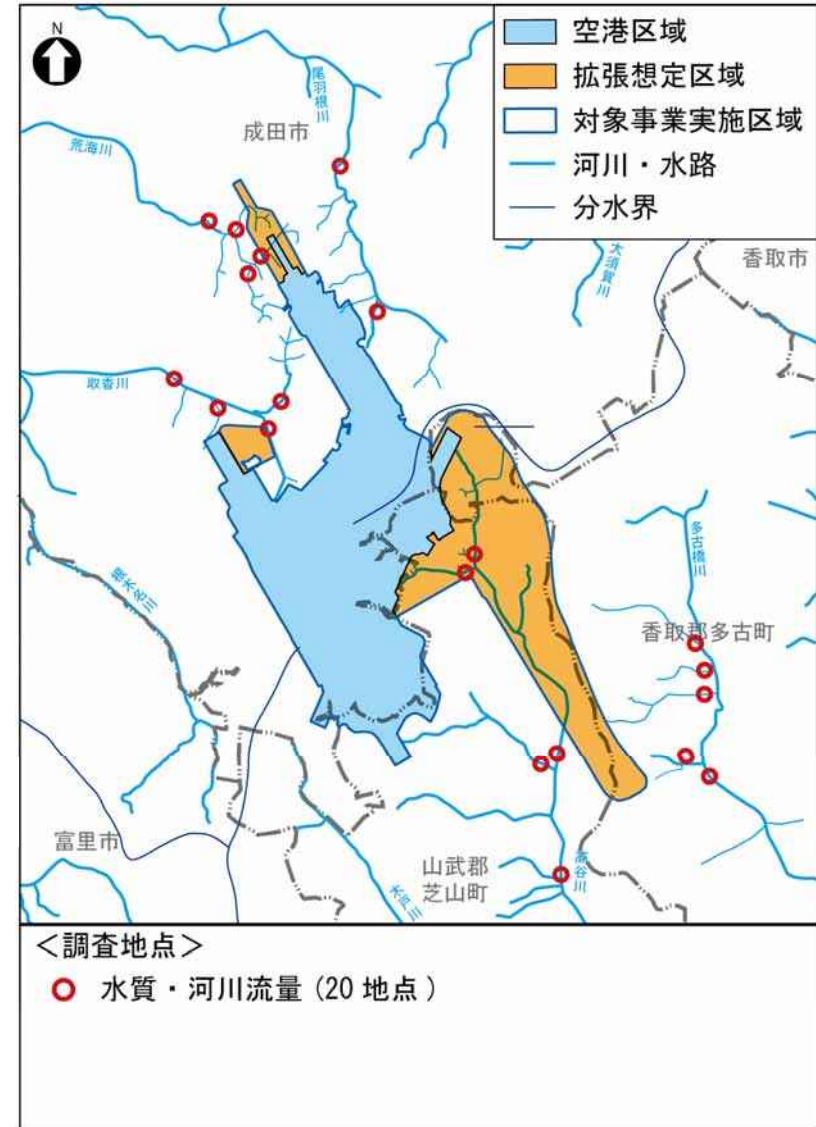 N
空港区域
拡張想定区域
対象事業実施区域
河川・水路
分水界
尾羽根川
成田市
荒海川
大須賀川
香取市
取香川
根木名川
多古橋川
香取郡多古町
富里市
山武郡
芝山町
高谷川
木戸川
＜調査地点＞
水質・河川流量 (20 地点 )